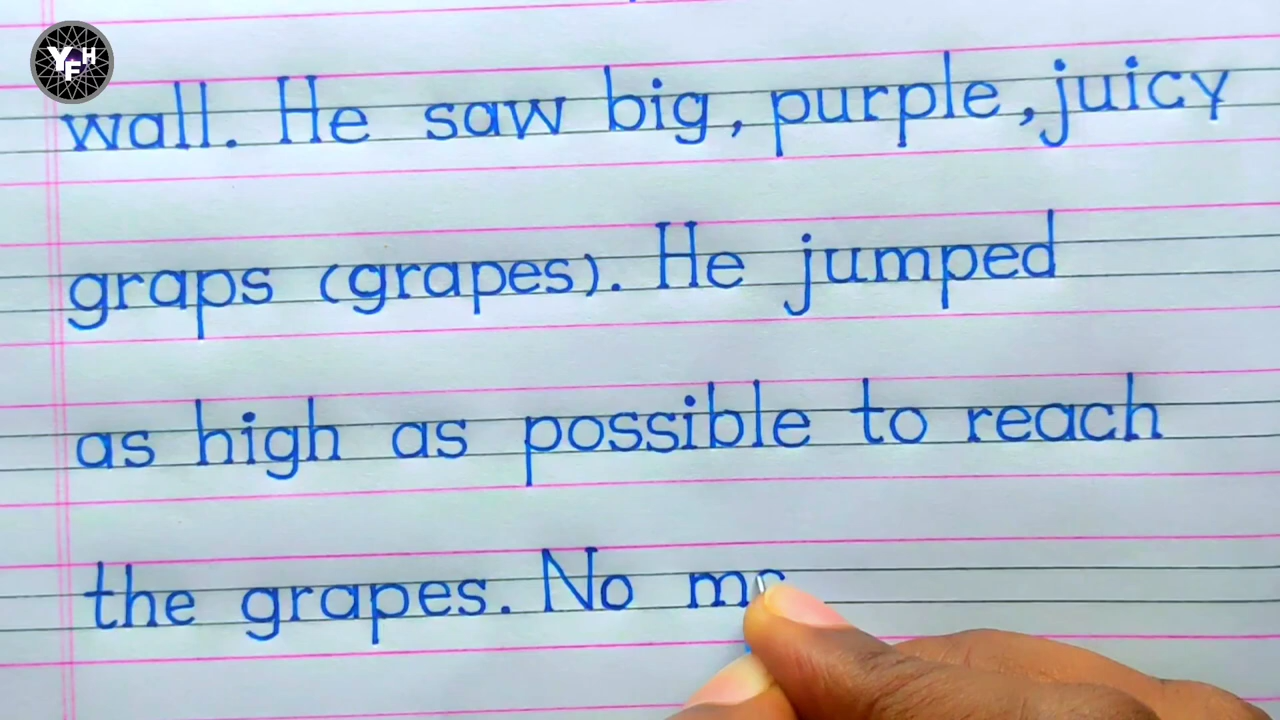 YFH
wall. He saw big, purple, juicy
graps (grapes). He jumped
as high as possible to reach
the grapes. No